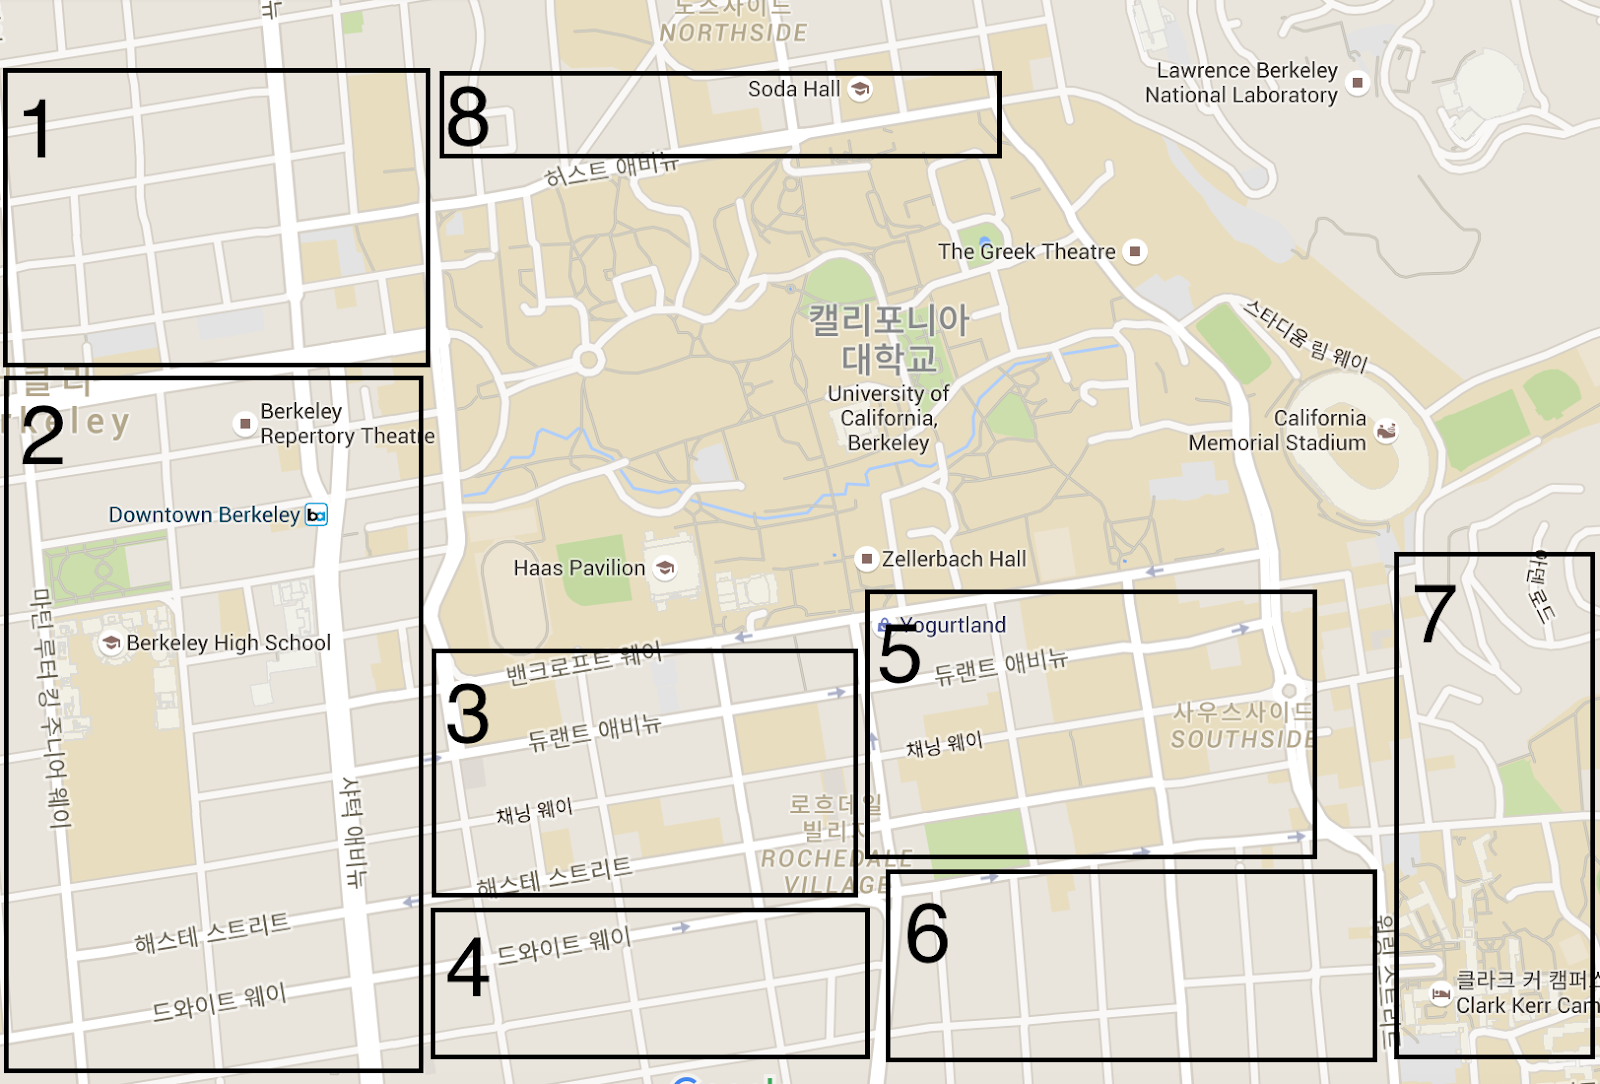 노스사이드
NORTHSIDE
Lawrence Berkeley
National Laboratory
1
8
Soda Hall
허스트 애비뉴
The Greek Theatre
캘리포니아
대학교
University of
California,
Berkeley
스타디움 림 웨이
California
Memorial Stadium
2
Berkeley
Repertory Theatre
Downtown Berkeley
Haas Pavilion
Zellerbach Hall
7
Berkeley High School
마틴 루터 킹 주니어 웨이
5
Yogurtland
듀랜트 애비뉴
밴크로프트 웨이
3
듀랜트 애비뉴
사우스사이드
SOUTHSIDE
채닝 웨이
채닝 웨이
샤턱 애비뉴
로흐데일
빌리지
ROCHEDALE
VILLAGE
해스테 스트리트
해스테 스트리트
4
드와이트 웨이
드와이트 웨이
6
클라크 커 캠퍼스
Clark Kerr Cam